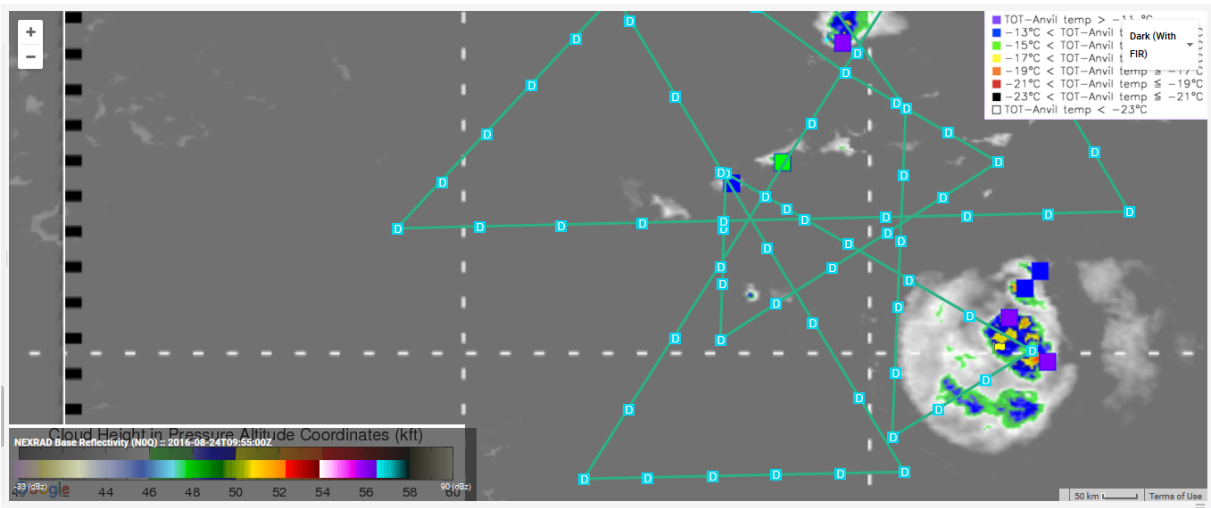 +
−
TOT-Anvil temp > -11 °C
-13°C < TOT-Anvil t
-15°C < TOT-Anvil t
-17°C < TOT-Anvil t
-19°C < TOT-Anvil temp ≤ -17°C
-21°C < TOT-Anvil temp ≤ -19°C
-23°C < TOT-Anvil temp ≤ -21°C
TOT-Anvil temp < -23°C
Dark (With
FIR)
D D D D D D D D D D D D D D D D D D D D D D D D D D D D D D D D D D D D D D D D D D D D D D D D D D D D D D
Cloud Height in Pressure Altitude Coordinates (kft)
NEXRAD Base Reflectivity (N0Q) :: 2016-08-24T09:55:00Z
-33 (dBz) 90 (dBz)
44 46 48 50 52 54 56 58 60
Google
50 km
Terms of Use